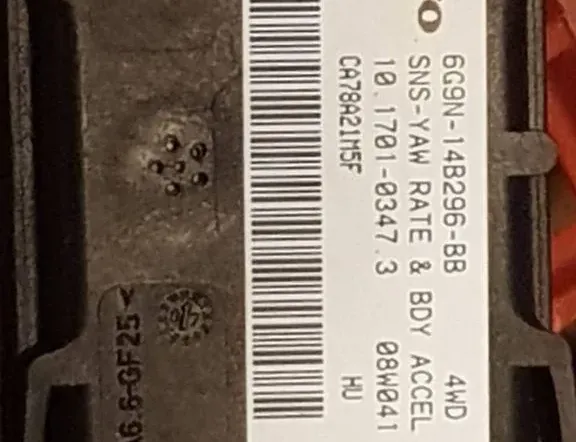 6G9N-14B296-BB 4WD
SNS-YAW RATE & BDY ACCEL
10.1701-0347.3 08W041
CA78A21M5F HU